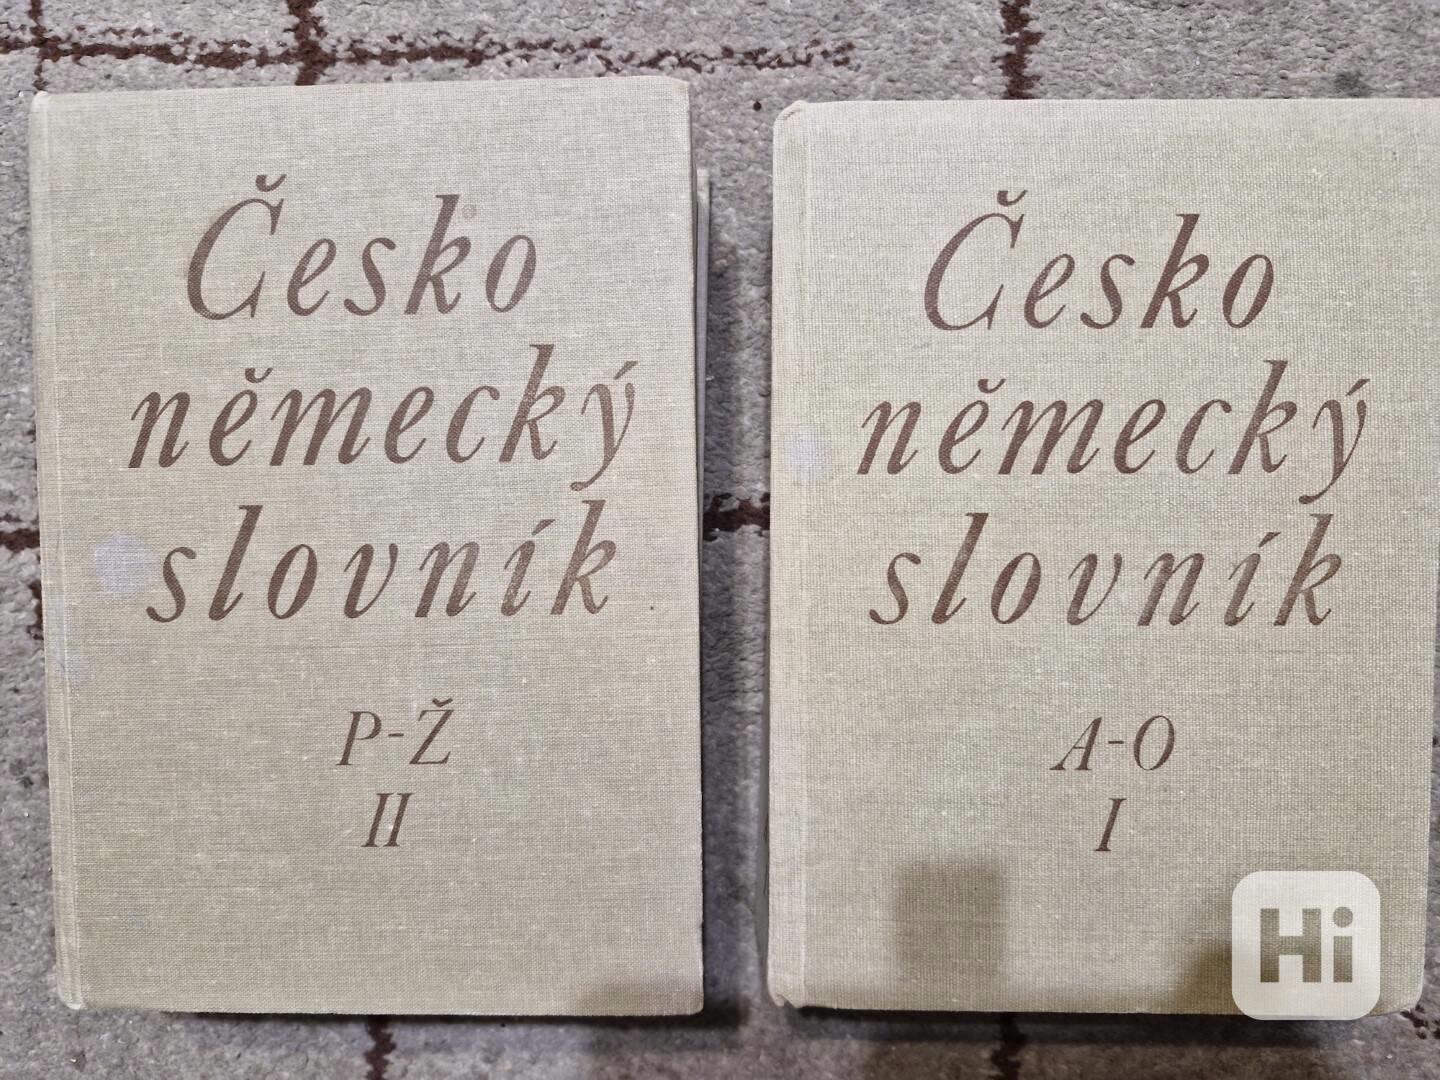 Česko
německý
slovník
P-Ž
II
Česko
německý
slovník
A-O
I
Hi